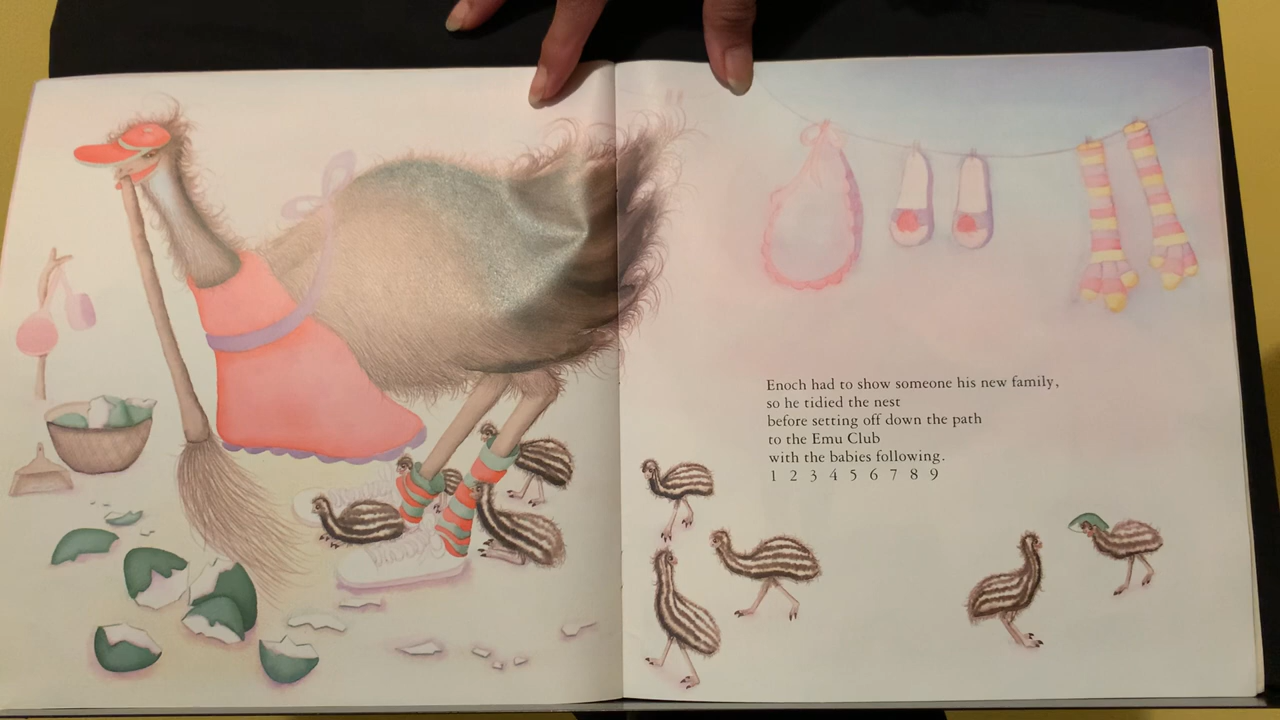 Enoch had to show someone his new family,
so he tidied the nest
before setting off down the path
to the Emu Club
with the babies following.
1 2 3 4 5 6 7 8 9